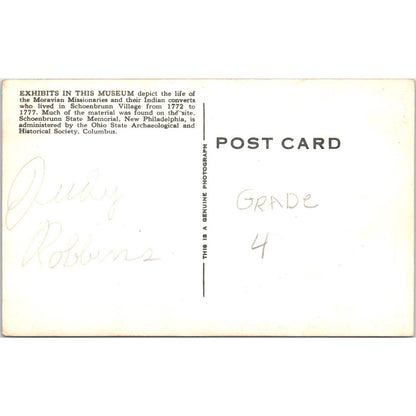 EXHIBITS IN THIS MUSEUM depict the life of
the Moravian Missionaries and their Indian converts
who lived in Schoenbrunn Village from 1772 to
1777. Much of the material was found on the site.
Schoenbrunn State Memorial, New Philadelphia, is
administered by the Ohio State Archaeological and
Historical Society, Columbus.
Judy
Robbins
THIS IS A GENUINE PHOTOGRAPH
POST CARD
GRADE
4